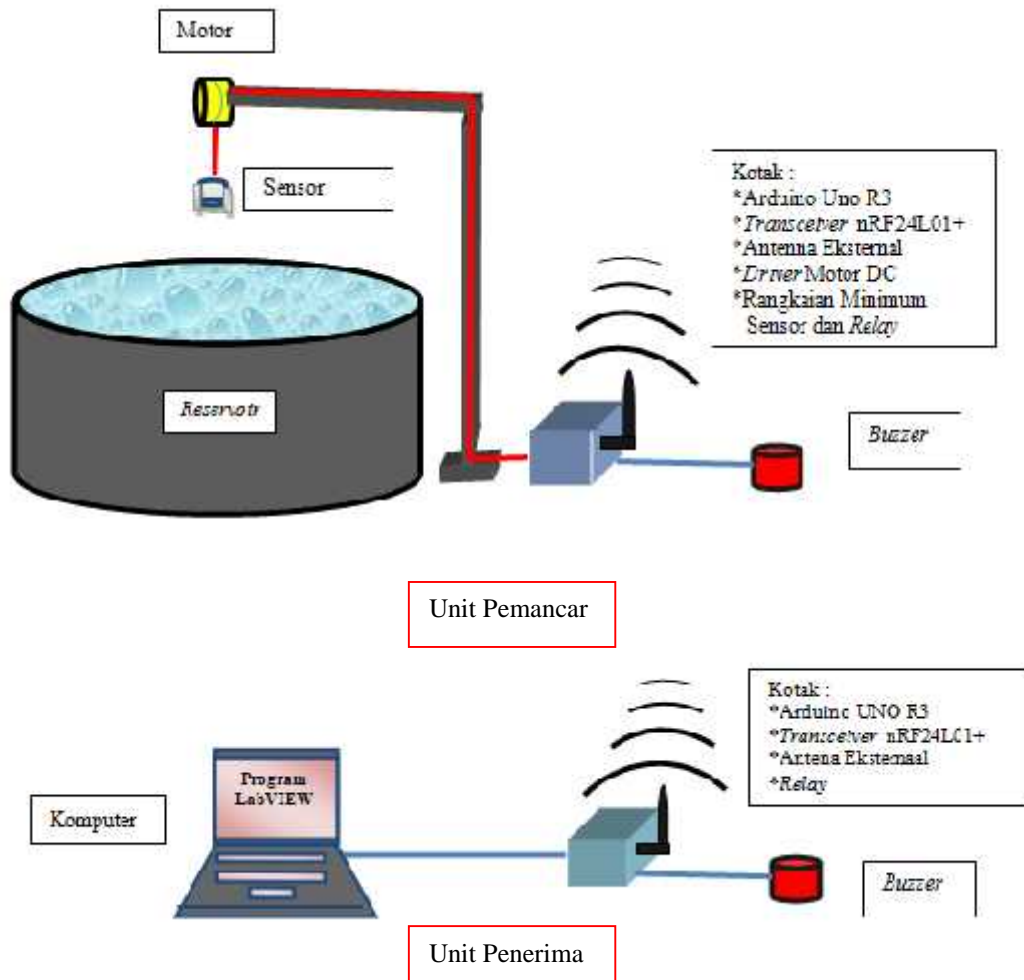 Motor
Sensor
Kotak :
*Arduino Uno R3
*Transceiver nRF24L01+
*Antenna Eksternal
*Driver Motor DC
*Rangkaian Minimum
Sensor dan Relay
Reservoir
Buzzer
Unit Pemancar
Kotak :
*Arduino UNO R3
*Transceiver nRF24L01+
*Antena Eksternaal
*Relay
Program
LabVIEW
Komputer
Buzzer
Unit Penerima